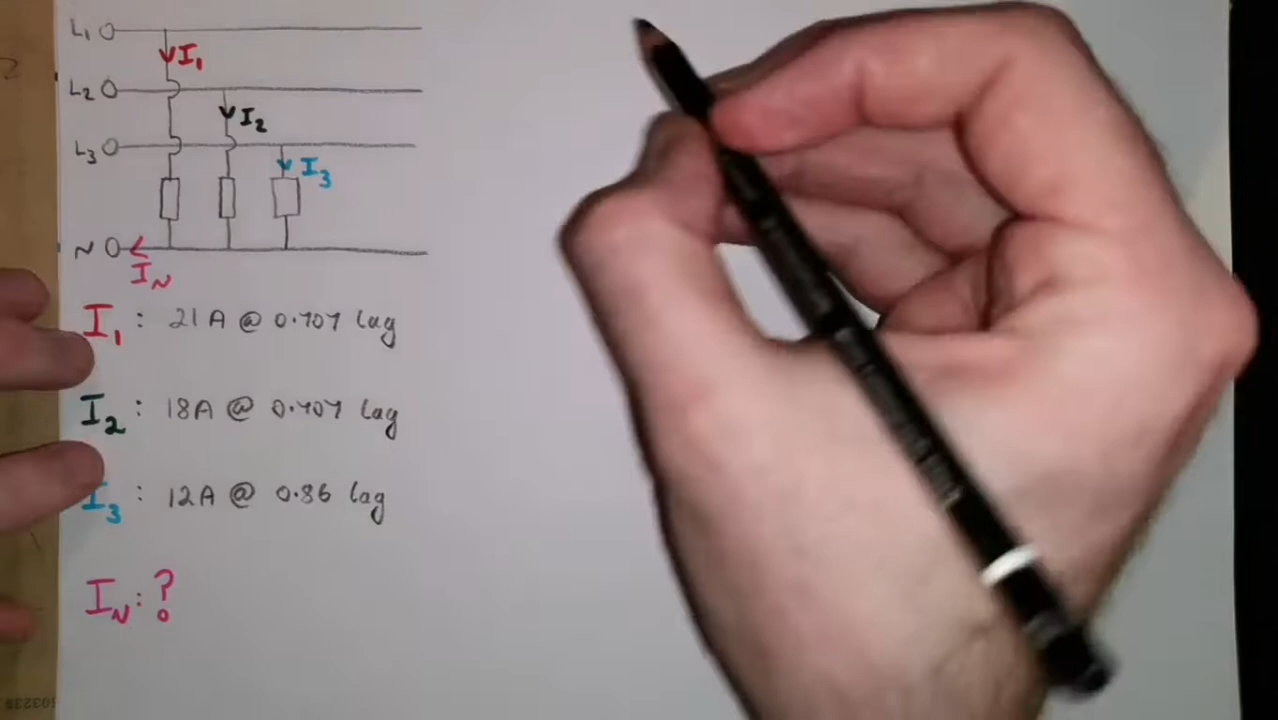 L1
I1
L2
I2
L3
I3
N
IN
I1 : 21A @ 0.707 lag
I2 : 18A @ 0.707 lag
I3 : 12A @ 0.86 lag
IN : ?